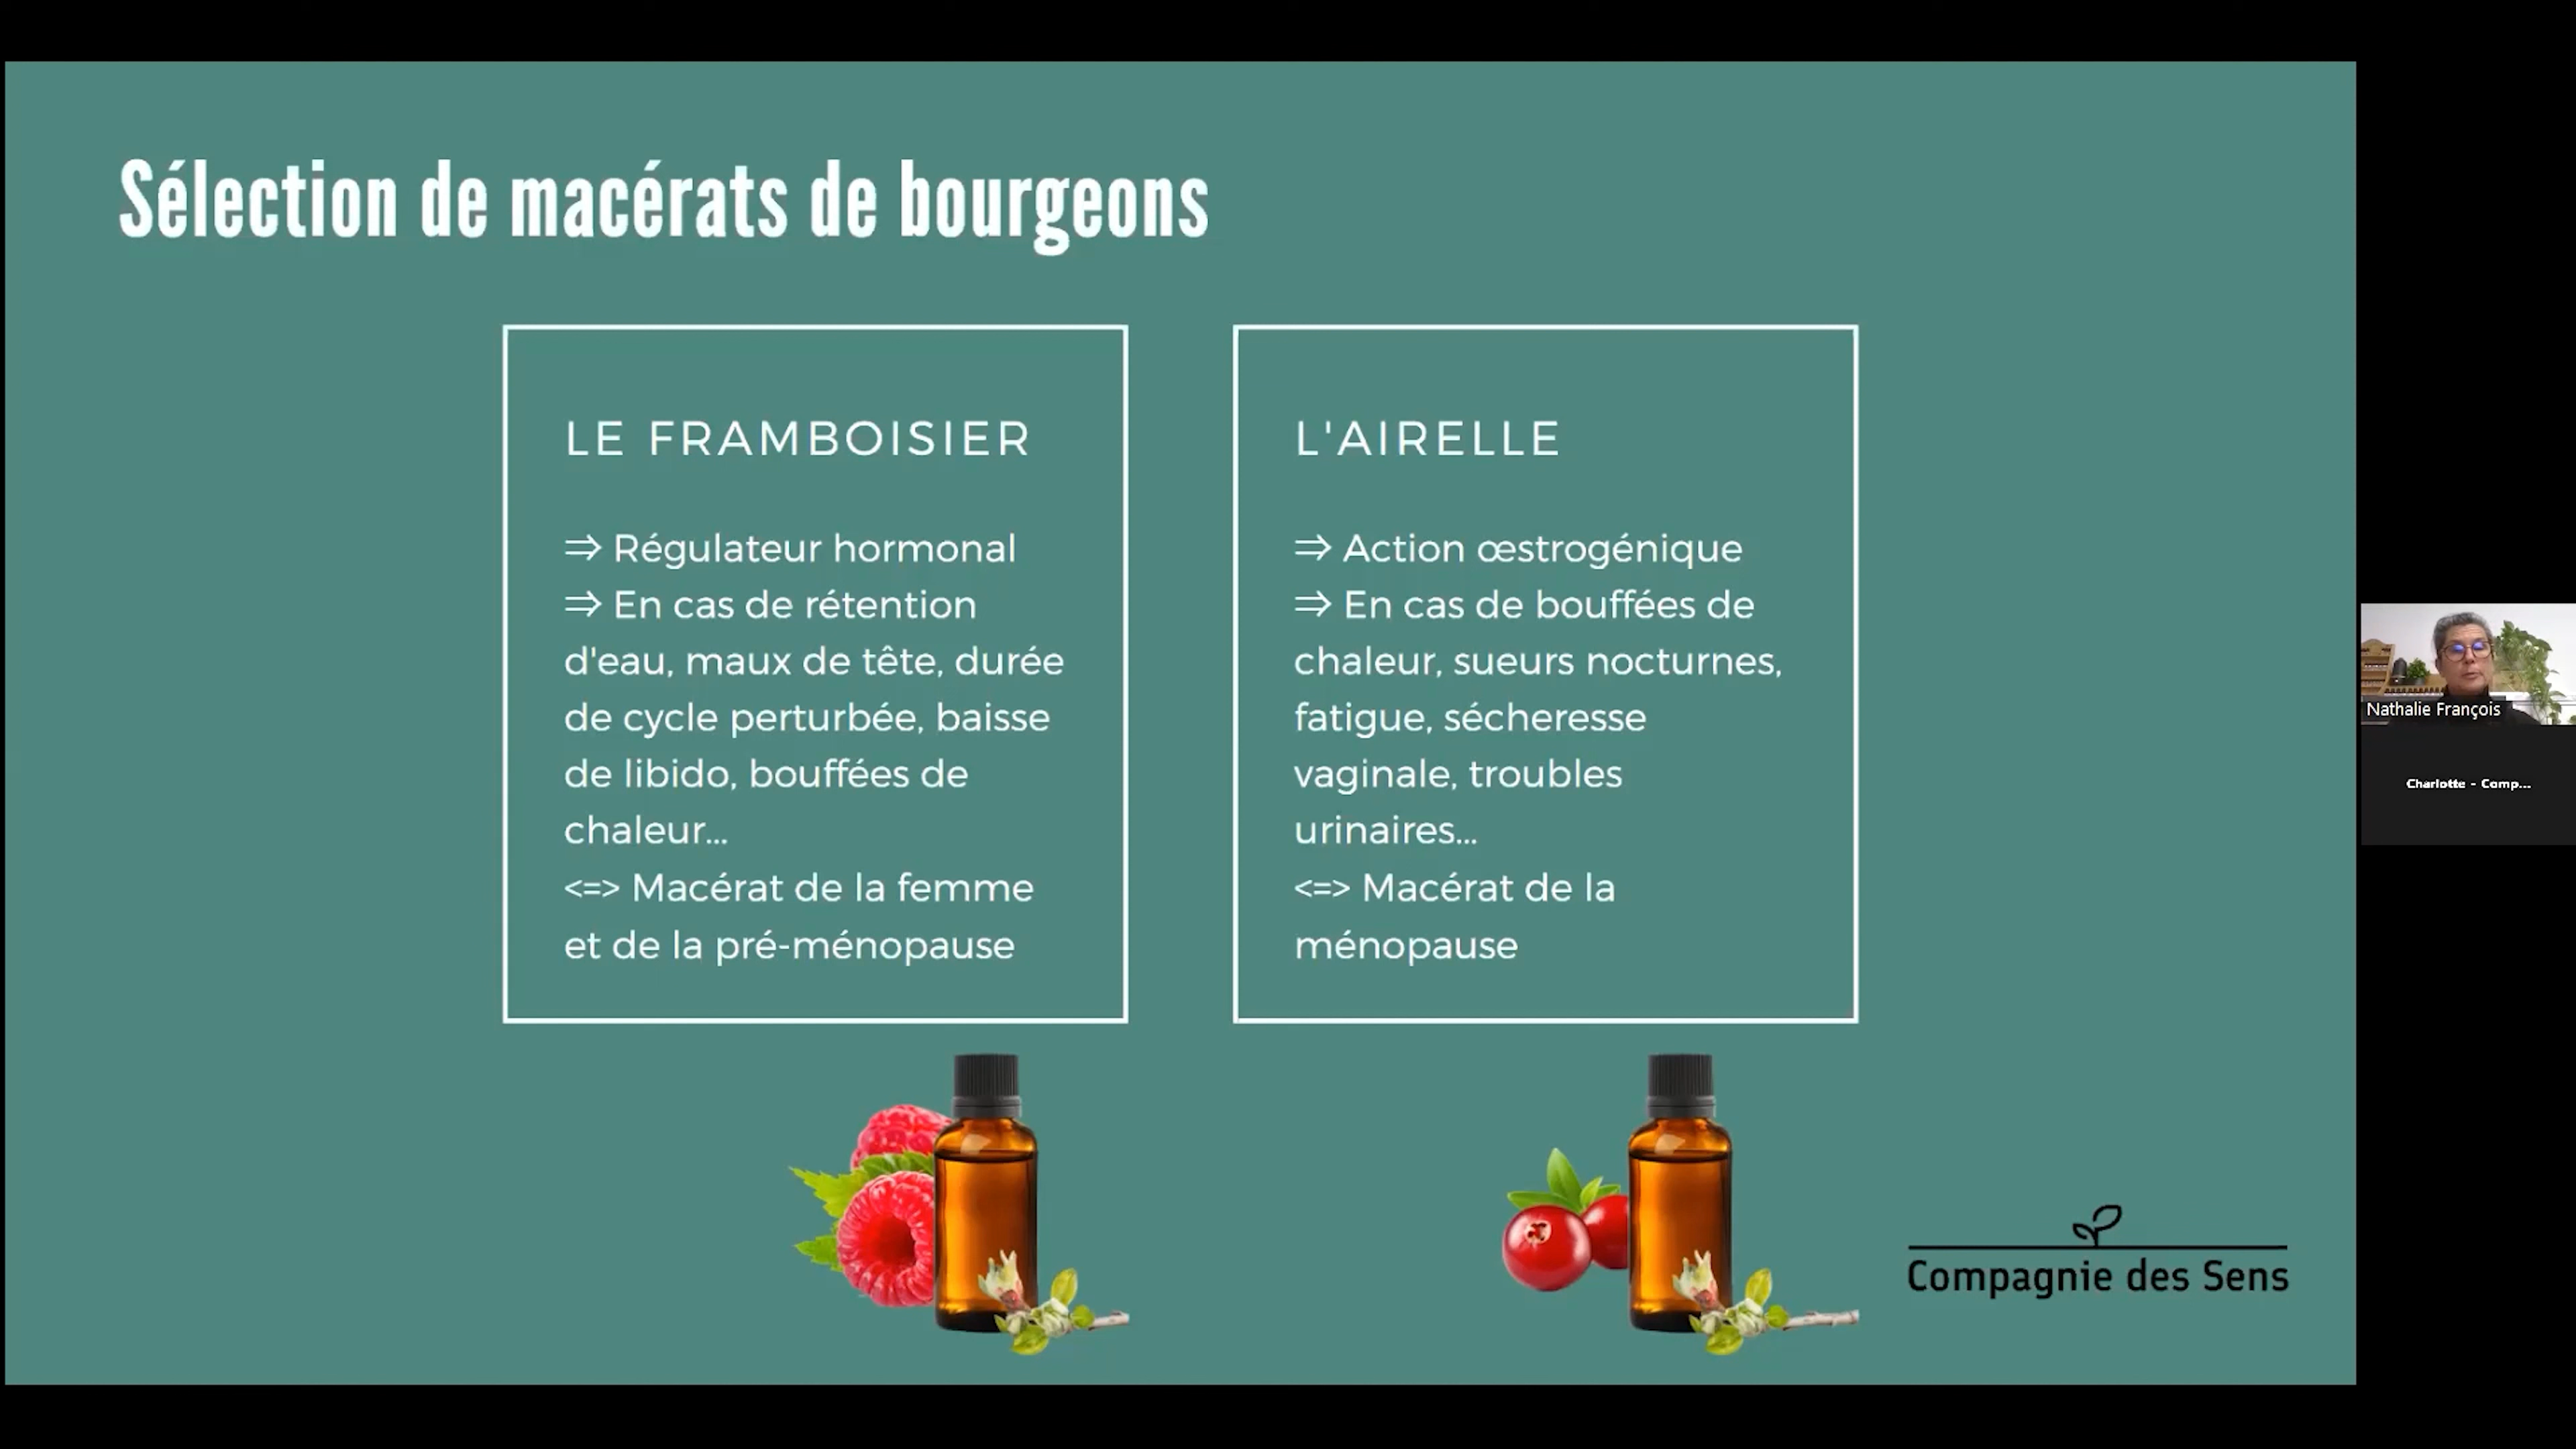 Sélection de macérats de bourgeons
LE FRAMBOISIER
⇒ Régulateur hormonal
⇒ En cas de rétention
d'eau, maux de tête, durée
de cycle perturbée, baisse
de libido, bouffées de
chaleur...
<=> Macérat de la femme
et de la pré-ménopause
L'AIRELLE
⇒ Action œstrogénique
⇒ En cas de bouffées de
chaleur, sueurs nocturnes,
fatigue, sécheresse
vaginale, troubles
urinaires...
<=> Macérat de la
ménopause
Compagnie des Sens
Nathalie François
Charlotte - Comp...